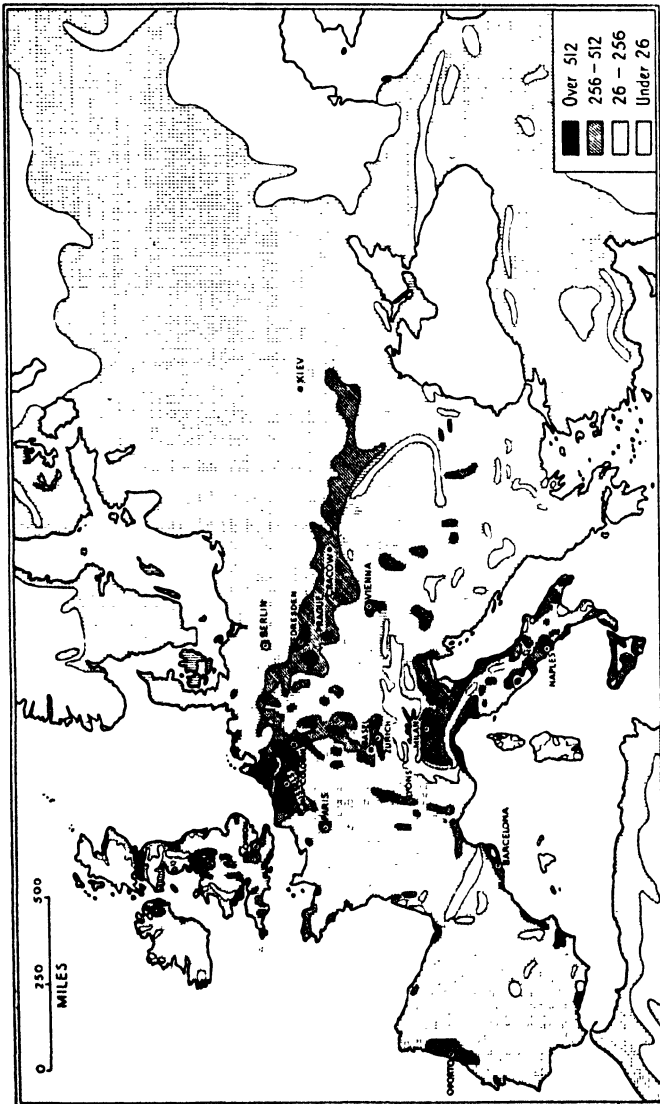 Over 512
256 – 512
26 – 256
Under 26
KIEV
BERLIN
DRESDEN
PRAGUE
CRACOW
VIENNA
PARIS
ZURICH
LYONS
MILAN
NAPLES
BARCELONA
OPORTO
0 250 500
MILES